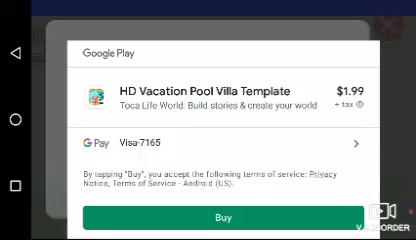 Google Play
HD Vacation Pool Villa Template
$1.99
Toca Life World: Build stories & create your world
+ tax
G Pay
Visa-7165
By tapping "Buy", you accept the following terms of service: Privacy
Notice, Terms of Service - Android (US).
Buy